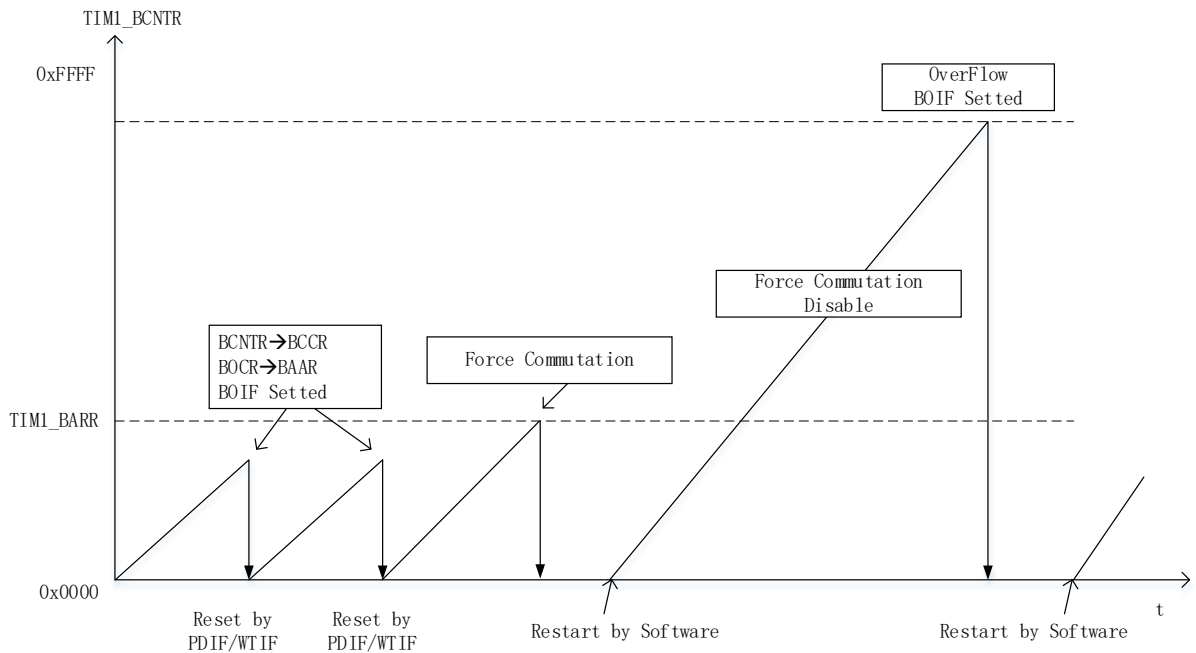 TIM1_BCNTR
0xFFFF
OverFlow
BOIF Setted
Force Commutation
Disable
BCNTR→BCCR
BOCR→BAAR
BOIF Setted
Force Commutation
TIM1_BARR
0x0000
Reset by
PDIF/WTIF
Reset by
PDIF/WTIF
Restart by Software
Restart by Software
t